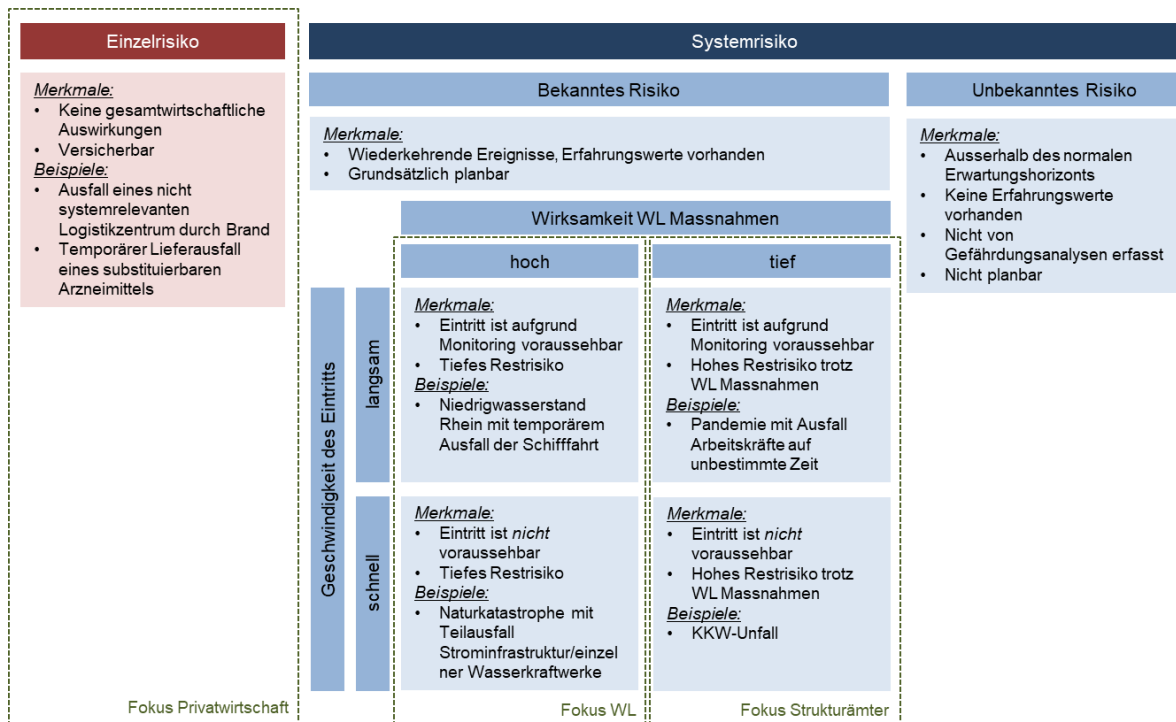 Einzelrisiko
Merkmale:
• Keine gesamtwirtschaftliche
Auswirkungen
• Versicherbar
Beispiele:
• Ausfall eines nicht
systemrelevanten
Logistikzentrum durch Brand
• Temporärer Lieferausfall
eines substituierbaren
Arzneimittels
Fokus Privatwirtschaft
Systemrisiko
Bekanntes Risiko
Merkmale:
• Wiederkehrende Ereignisse, Erfahrungswerte vorhanden
• Grundsätzlich planbar
Wirksamkeit WL Massnahmen
hoch
tief
Geschwindigkeit des Eintritts
langsam
Merkmale:
• Eintritt ist aufgrund
Monitoring voraussehbar
• Tiefes Restrisiko
Beispiele:
• Niedrigwasserstand
Rhein mit temporärem
Ausfall der Schifffahrt
Merkmale:
• Eintritt ist aufgrund
Monitoring voraussehbar
• Hohes Restrisiko trotz
WL Massnahmen
Beispiele:
• Pandemie mit Ausfall
Arbeitskräfte auf
unbestimmte Zeit
schnell
Merkmale:
• Eintritt ist nicht
voraussehbar
• Tiefes Restrisiko
Beispiele:
• Naturkatastrophe mit
Teilausfall
Strominfrastruktur/einzel
ner Wasserkraftwerke
Merkmale:
• Eintritt ist nicht
voraussehbar
• Hohes Restrisiko trotz
WL Massnahmen
Beispiele:
• KKW-Unfall
Fokus WL
Fokus Strukturämter
Unbekanntes Risiko
Merkmale:
• Ausserhalb des normalen
Erwartungshorizonts
• Keine Erfahrungswerte
vorhanden
• Nicht von
Gefährdungsanalysen erfasst
• Nicht planbar